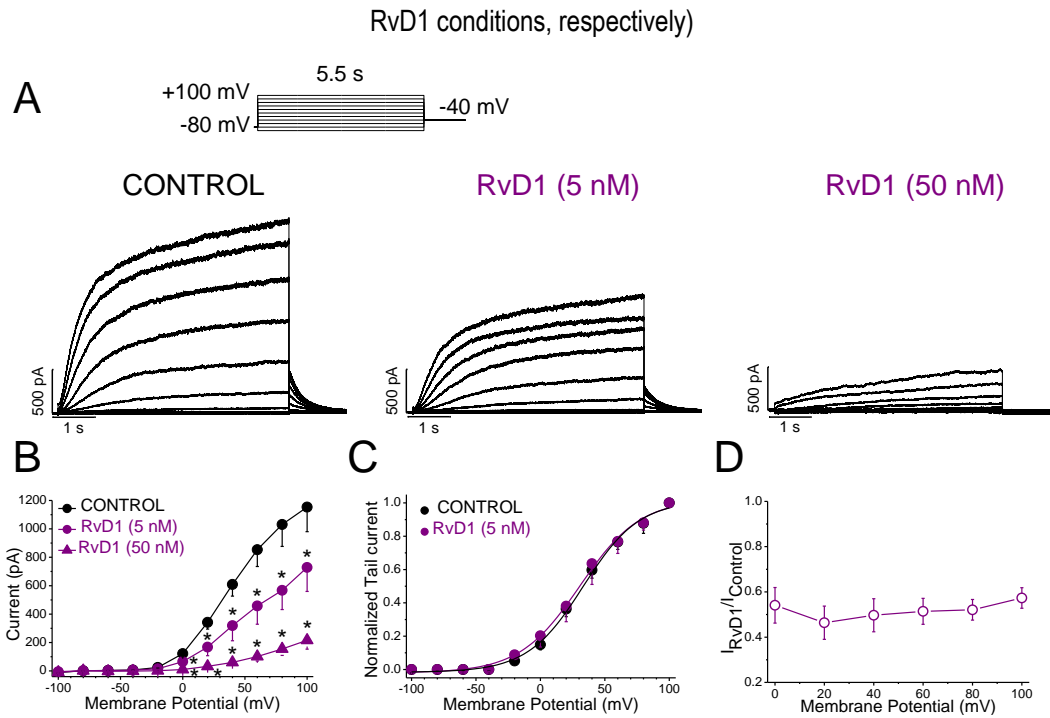 RvD1 conditions, respectively)
A
5.5 s
+100 mV
-40 mV
-80 mV
CONTROL
RvD1 (5 nM)
RvD1 (50 nM)
500 pA
1 s
500 pA
1 s
500 pA
1 s
B
CONTROL
RvD1 (5 nM)
RvD1 (50 nM)
Current (pA)
1200
1000
800
600
400
200
0
* * * * *
* * * * * *
-100 -50 0 50 100
Membrane Potential (mV)
C
CONTROL
RvD1 (5 nM)
Normalized Tail current
1.0
0.8
0.6
0.4
0.2
0.0
-100 -50 0 50 100
Membrane Potential (mV)
D
IRvD1/IControl
1.0
0.8
0.6
0.4
0.2
0 20 40 60 80 100
Membrane Potential (mV)